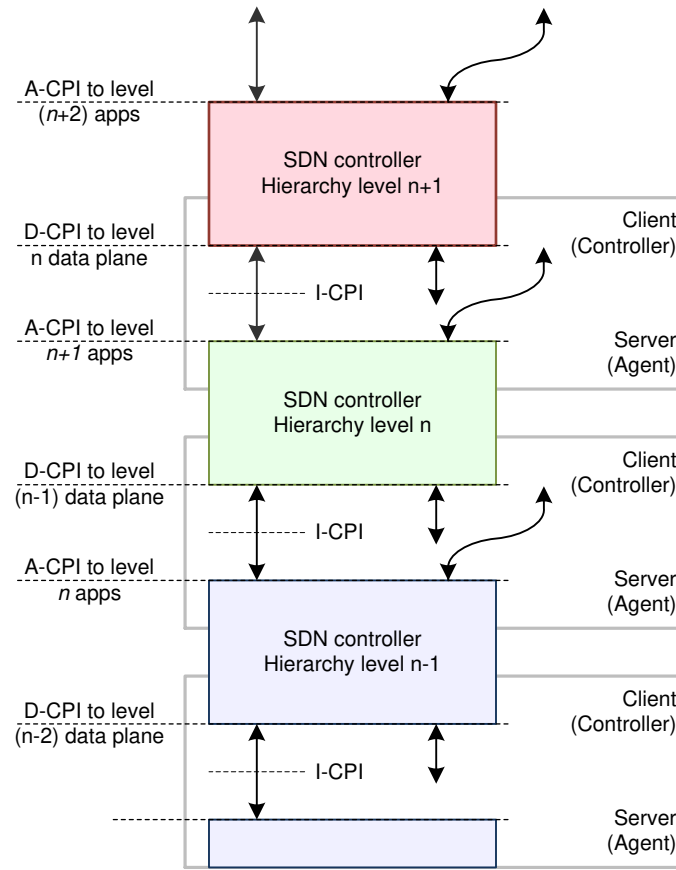 A-CPI to level
(n+2) apps
SDN controller
Hierarchy level n+1
Client
(Controller)
D-CPI to level
n data plane
I-CPI
A-CPI to level
n+1 apps
Server
(Agent)
SDN controller
Hierarchy level n
Client
(Controller)
D-CPI to level
(n-1) data plane
I-CPI
A-CPI to level
n apps
Server
(Agent)
SDN controller
Hierarchy level n-1
Client
(Controller)
D-CPI to level
(n-2) data plane
I-CPI
Server
(Agent)